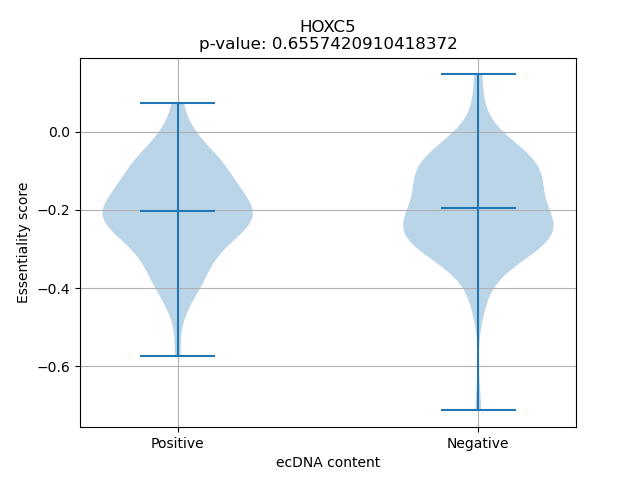 HOXC5
p-value: 0.6557420910418372
Essentiality score
0.0
−0.2
−0.4
−0.6
Positive
Negative
ecDNA content